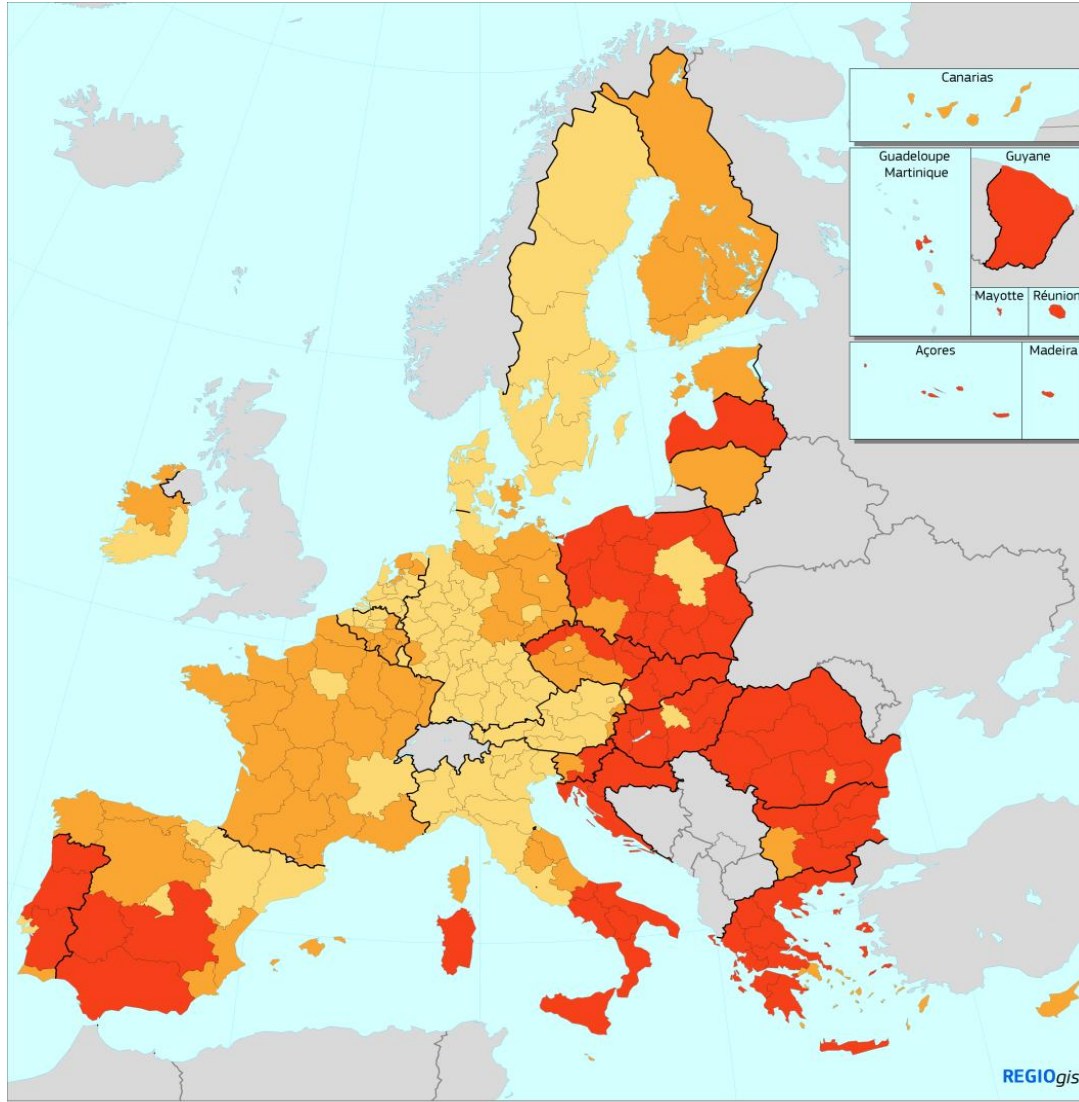 Canarias
Guadeloupe
Martinique
Guyane
Mayotte
Réunion
Açores
Madeira
REGIOgis